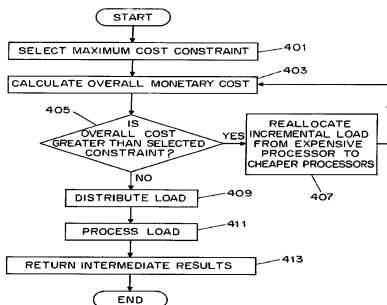 START
SELECT MAXIMUM COST CONSTRAINT
401
CALCULATE OVERALL MONETARY COST
403
405
IS
OVERALL COST
GREATER THAN SELECTED
CONSTRAINT?
YES
REALLOCATE
INCREMENTAL LOAD
FROM EXPENSIVE
PROCESSOR TO
CHEAPER PROCESSORS
407
NO
DISTRIBUTE LOAD
409
PROCESS LOAD
411
RETURN INTERMEDIATE RESULTS
413
END